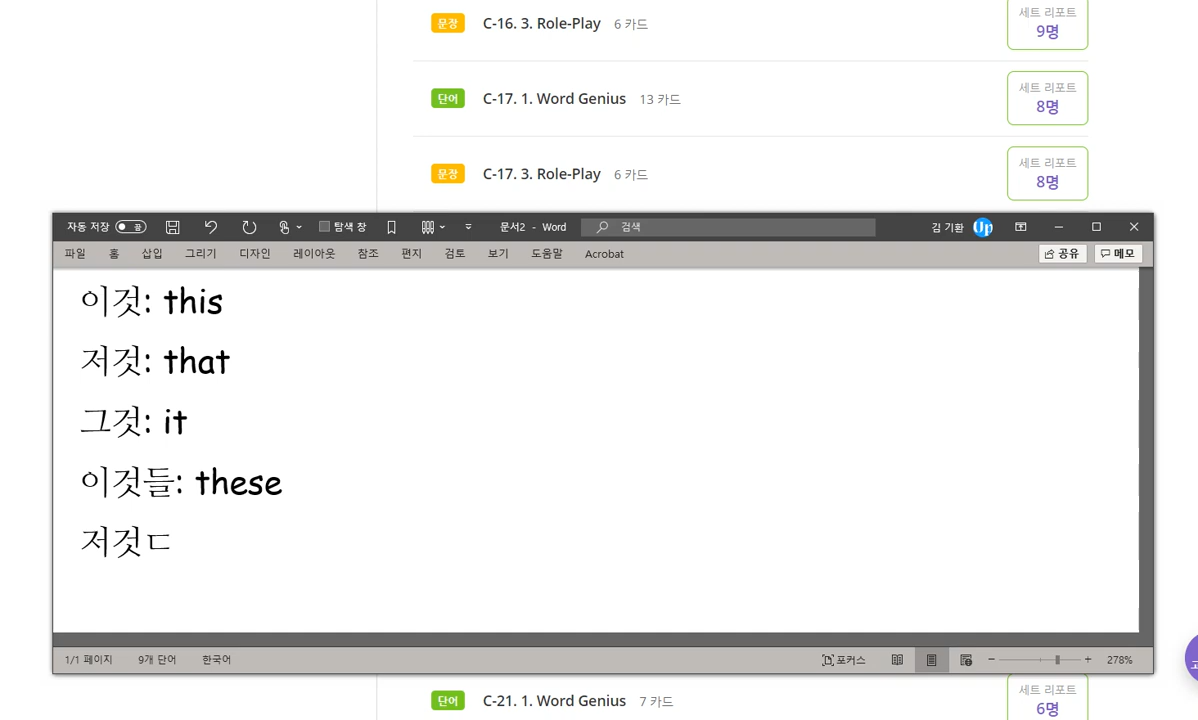 문장 C-16. 3. Role-Play 6 카드 세트 리포트
9명
단어 C-17. 1. Word Genius 13 카드 세트 리포트
8명
문장 C-17. 3. Role-Play 6 카드 세트 리포트
8명
자동 저장 끔 탐색 창 문서2 - Word 검색 김 기환 Up
파일 홈 삽입 그리기 디자인 레이아웃 참조 편지 검토 보기 도움말 Acrobat 공유 메모
이것: this
저것: that
그것: it
이것들: these
저것ㄷ
1/1 페이지 9개 단어 한국어 포커스 278%
단어 C-21. 1. Word Genius 7 카드 세트 리포트
6명